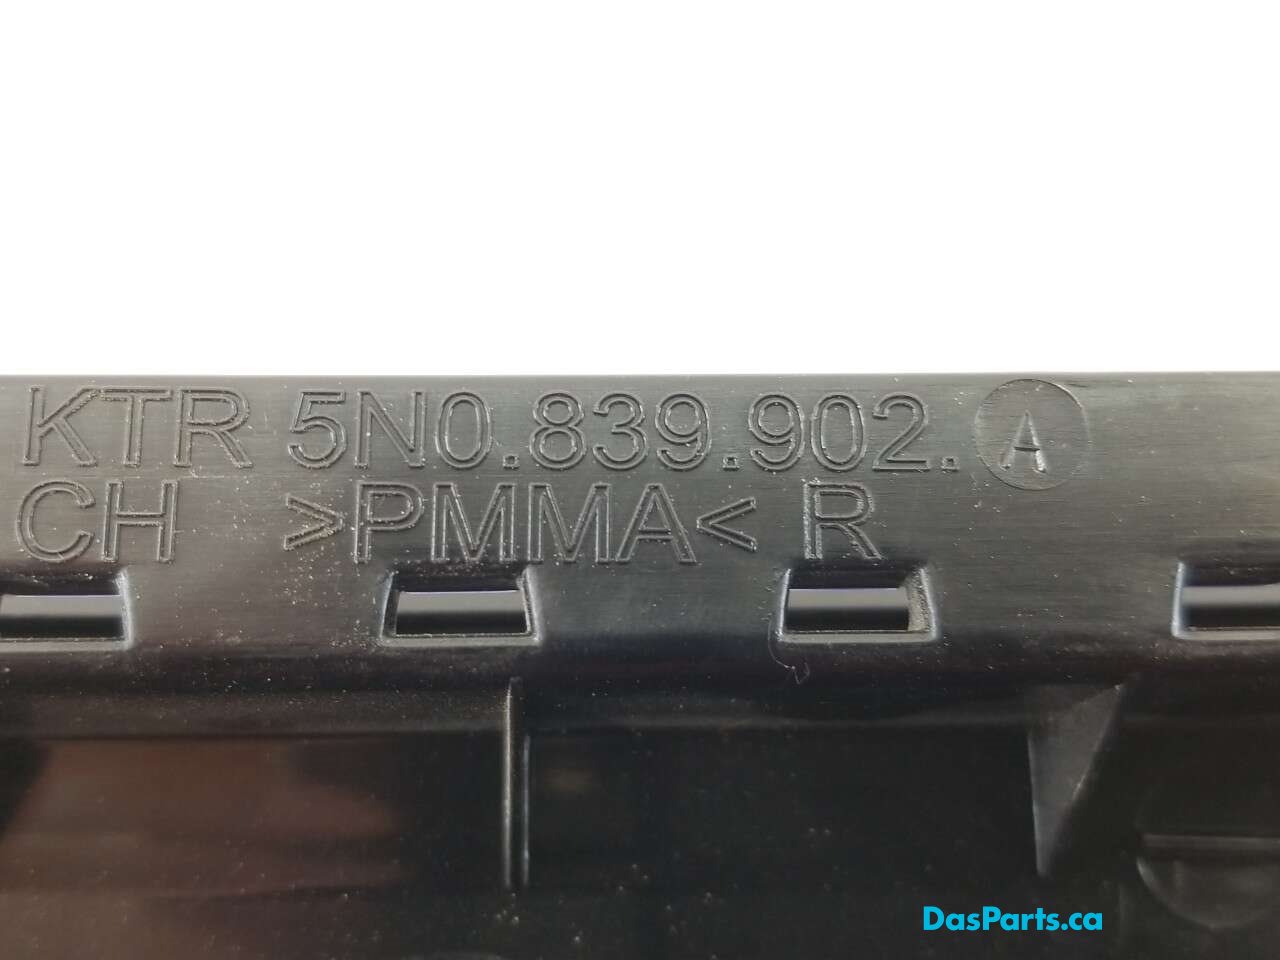 KTR 5N0.839.902. A
CH >PMMA< R
DasParts.ca